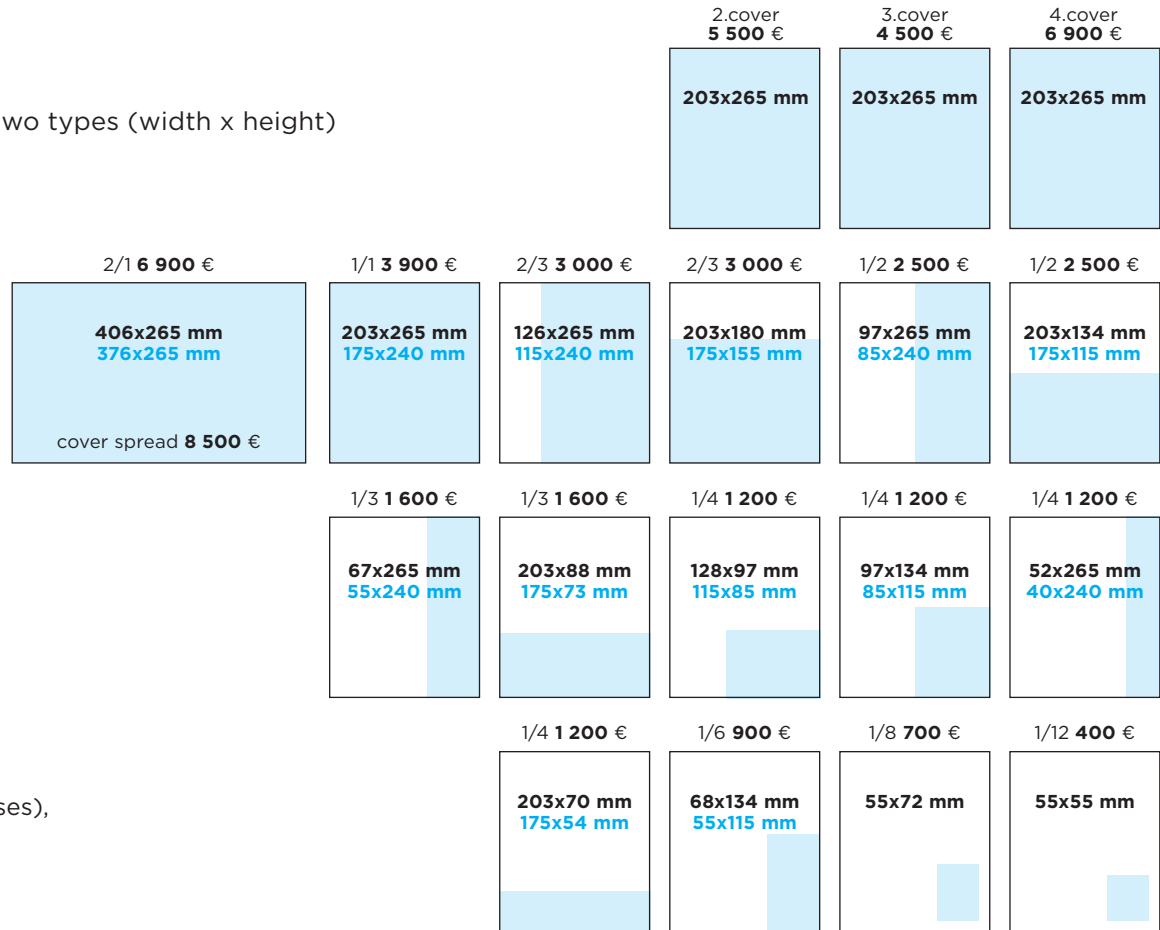 2.cover
5 500 €
3.cover
4 500 €
4.cover
6 900 €
203x265 mm
203x265 mm
203x265 mm
wo types (width x height)
2/1 6 900 €
406x265 mm
376x265 mm
cover spread 8 500 €
1/1 3 900 €
203x265 mm
175x240 mm
2/3 3 000 €
126x265 mm
115x240 mm
2/3 3 000 €
203x180 mm
175x155 mm
1/2 2 500 €
97x265 mm
85x240 mm
1/2 2 500 €
203x134 mm
175x115 mm
1/3 1 600 €
67x265 mm
55x240 mm
1/3 1 600 €
203x88 mm
175x73 mm
1/4 1 200 €
128x97 mm
115x85 mm
1/4 1 200 €
97x134 mm
85x115 mm
1/4 1 200 €
52x265 mm
40x240 mm
ses),
1/4 1 200 €
203x70 mm
175x54 mm
1/6 900 €
68x134 mm
55x115 mm
1/8 700 €
55x72 mm
1/12 400 €
55x55 mm